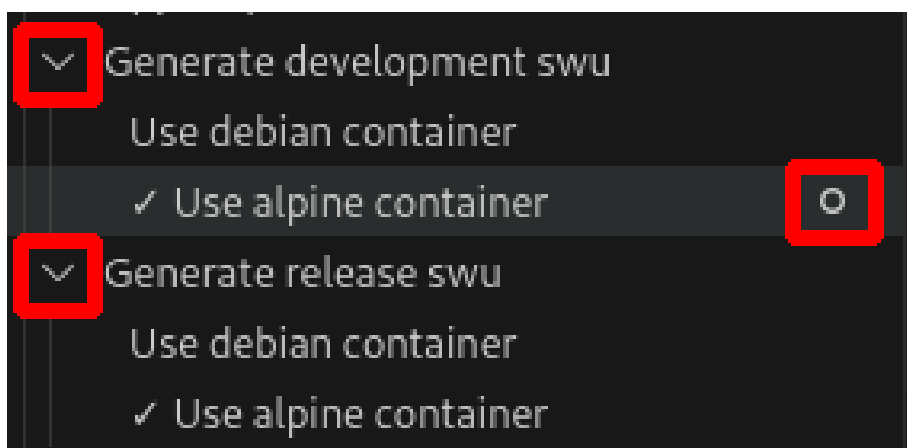 Generate development swu
Use debian container
✓ Use alpine container
Generate release swu
Use debian container
✓ Use alpine container